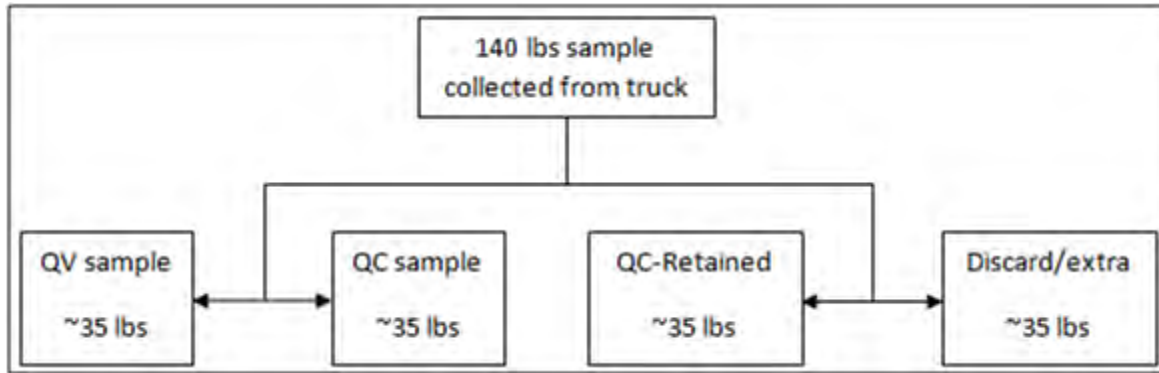 140 lbs sample
collected from truck
QV sample
~35 lbs
QC sample
~35 lbs
QC-Retained
~35 lbs
Discard/extra
~35 lbs